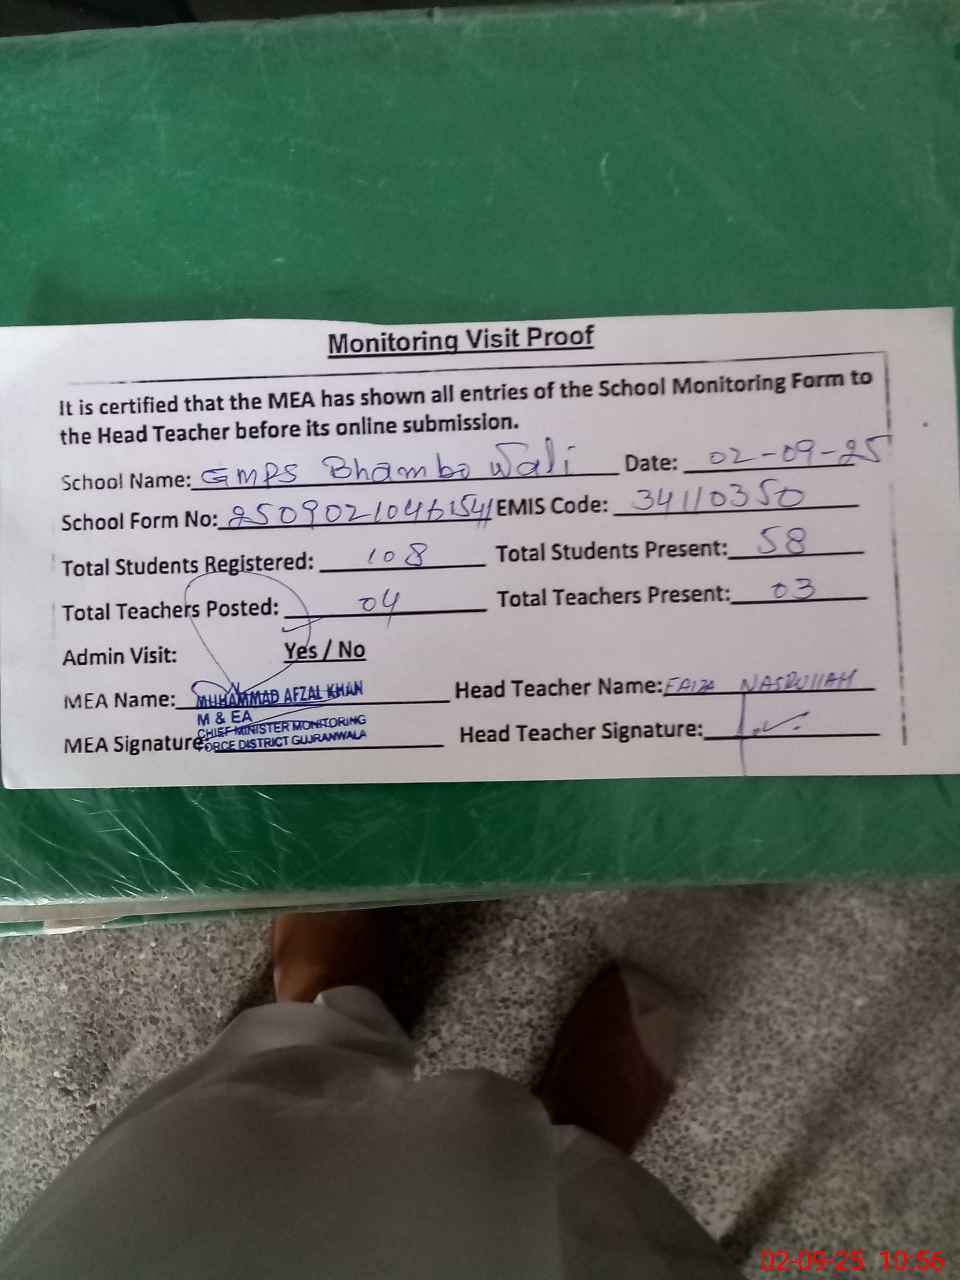 Monitoring Visit Proof
It is certified that the MEA has shown all entries of the School Monitoring Form to
the Head Teacher before its online submission.
School Name: GMPS Bhambo Wali Date: 02-09-25
School Form No: EMIS Code: 34110350
Total Students Registered: 108 Total Students Present: 58
Total Teachers Posted: 04 Total Teachers Present: 03
Admin Visit: Yes / No
MEA Name: MUHAMMAD AFZAL KHAN Head Teacher Name: FAIZA NASRULLAH
M & EA
CHIEF MINISTER MONITORING
MEA Signature: FORCE DISTRICT GUJRANWALA Head Teacher Signature:
02-09-25 10:56